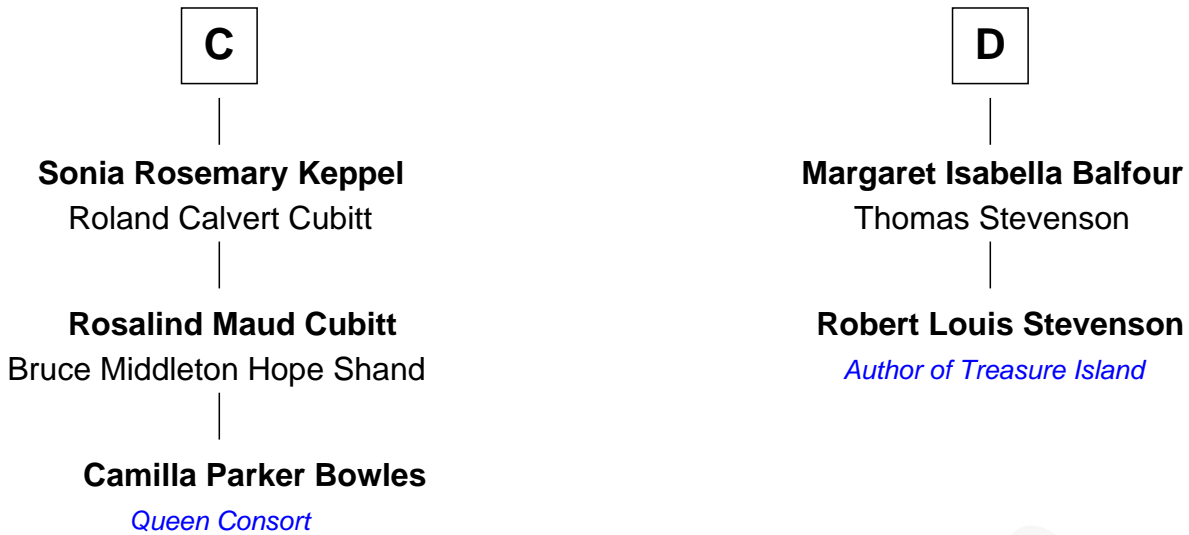 C
Sonia Rosemary Keppel
Roland Calvert Cubitt
Rosalind Maud Cubitt
Bruce Middleton Hope Shand
Camilla Parker Bowles
Queen Consort
D
Margaret Isabella Balfour
Thomas Stevenson
Robert Louis Stevenson
Author of Treasure Island